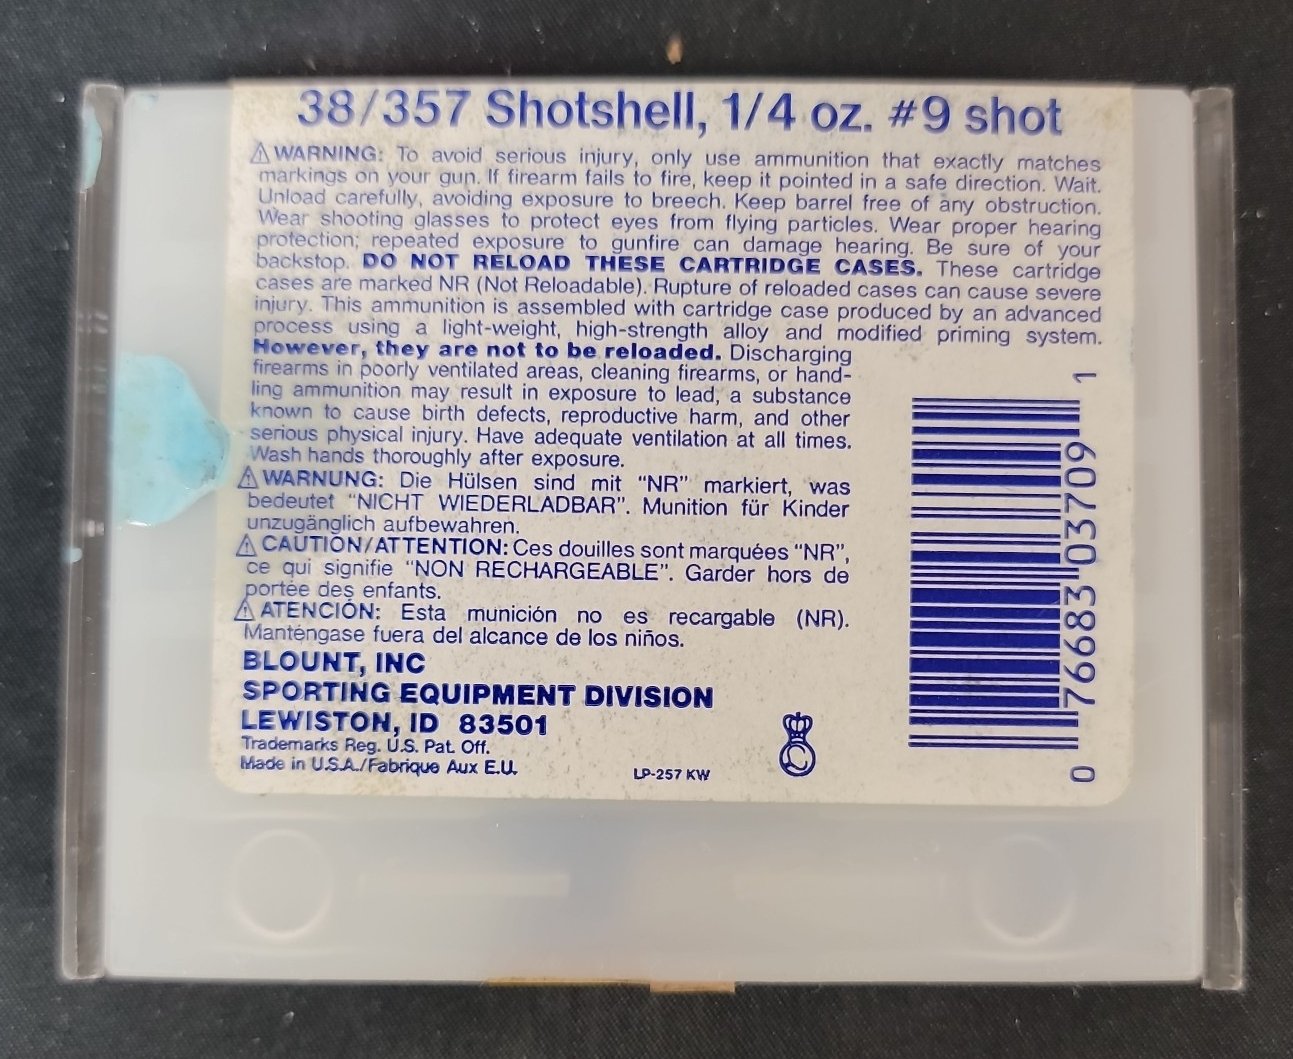 38/357 Shotshell, 1/4 oz. #9 shot
⚠WARNING: To avoid serious injury, only use ammunition that exactly matches
markings on your gun. If firearm fails to fire, keep it pointed in a safe direction. Wait.
Unload carefully, avoiding exposure to breech. Keep barrel free of any obstruction.
Wear shooting glasses to protect eyes from flying particles. Wear proper hearing
protection; repeated exposure to gunfire can damage hearing. Be sure of your
backstop. DO NOT RELOAD THESE CARTRIDGE CASES. These cartridge
cases are marked NR (Not Reloadable). Rupture of reloaded cases can cause severe
injury. This ammunition is assembled with cartridge case produced by an advanced
process using a light-weight, high-strength alloy and modified priming system.
However, they are not to be reloaded. Discharging
firearms in poorly ventilated areas, cleaning firearms, or hand-
ling ammunition may result in exposure to lead, a substance
known to cause birth defects, reproductive harm, and other
serious physical injury. Have adequate ventilation at all times.
Wash hands thoroughly after exposure.
⚠WARNUNG: Die Hülsen sind mit "NR" markiert, was
bedeutet "NICHT WIEDERLADBAR". Munition für Kinder
unzugänglich aufbewahren.
⚠CAUTION/ATTENTION: Ces douilles sont marquées "NR",
ce qui signifie "NON RECHARGEABLE". Garder hors de
portée des enfants.
⚠ATENCIÓN: Esta munición no es recargable (NR).
Manténgase fuera del alcance de los niños.
BLOUNT, INC
SPORTING EQUIPMENT DIVISION
LEWISTON, ID 83501
Trademarks Reg. U.S. Pat. Off.
Made in U.S.A./Fabrique Aux E.U.
LP-257 KW
0 76683 03709 1